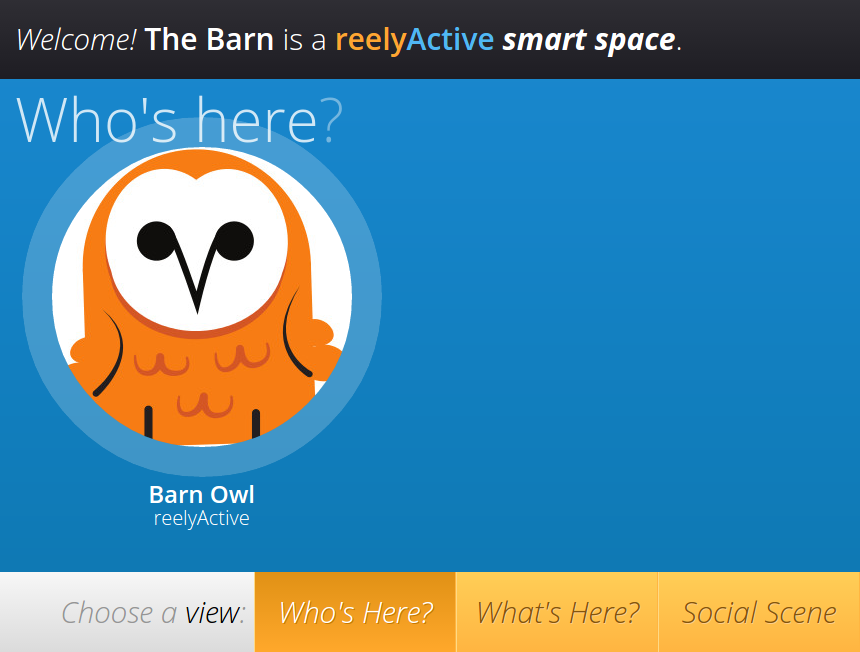 Welcome! The Barn is a reelyActive smart space.
Who's here?
Barn Owl
reelyActive
Choose a view: Who's Here? What's Here? Social Scene